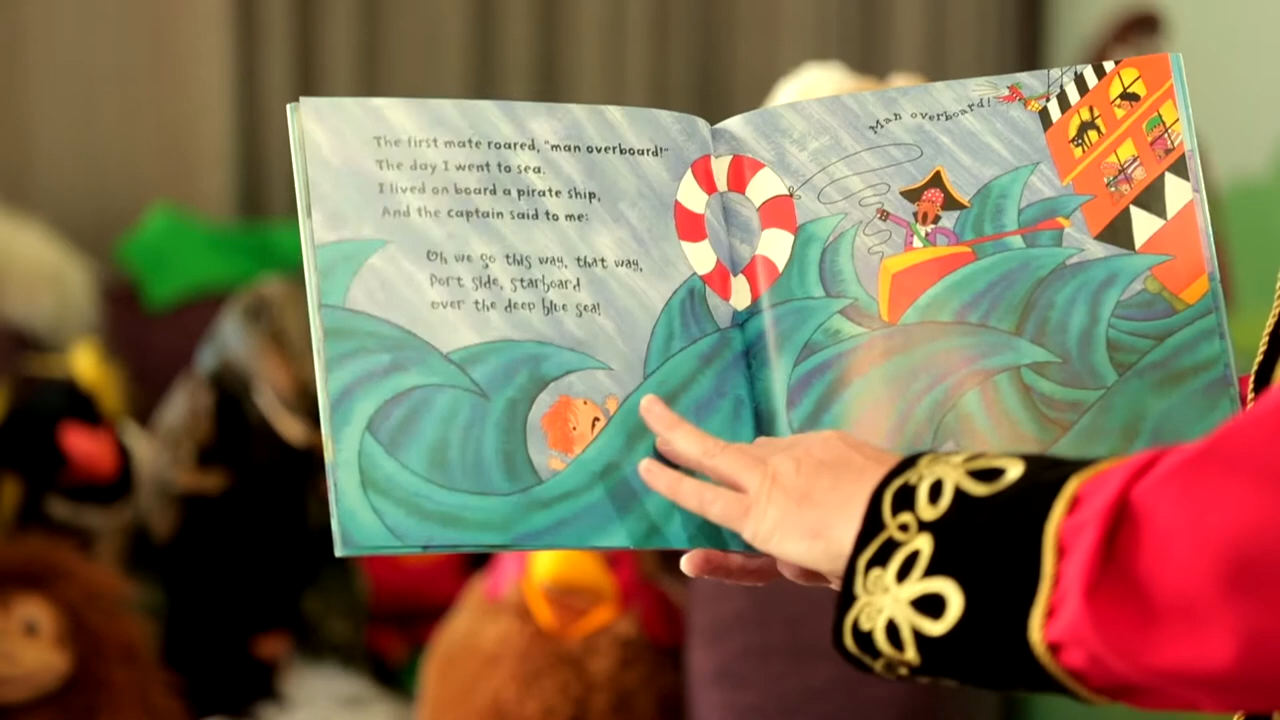 The first mate roared, "man overboard!"
The day I went to sea.
I lived on board a pirate ship,
And the captain said to me:
Oh we go this way, that way,
Port side, starboard
over the deep blue sea!
Man overboard!